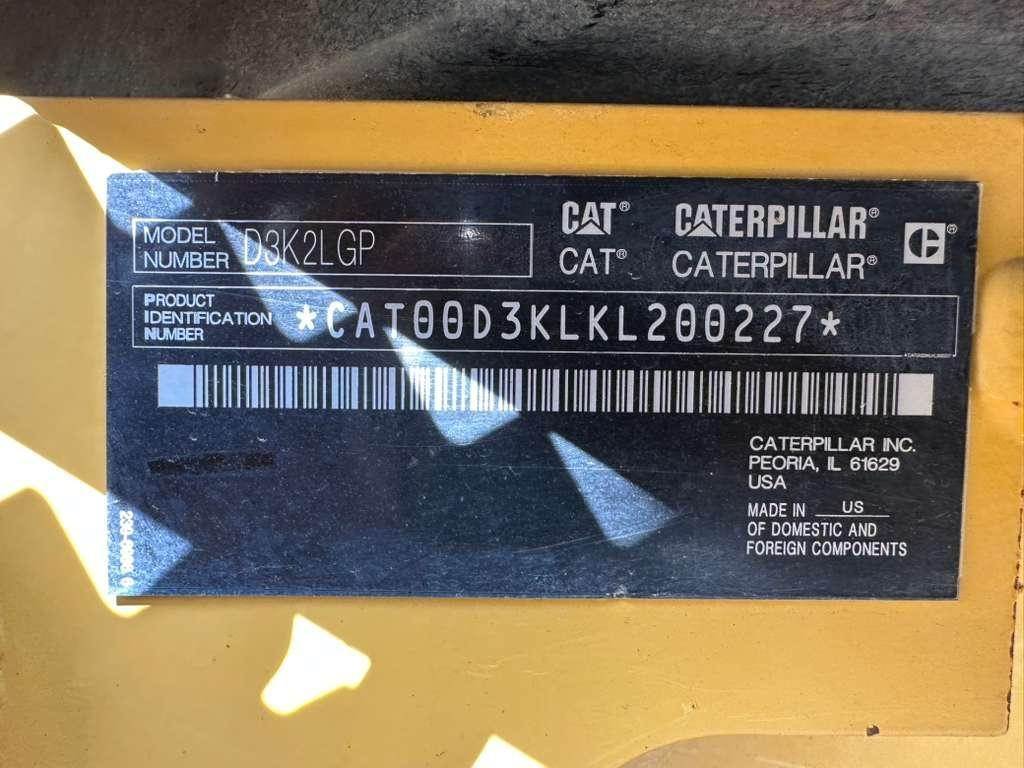 CAT® CATERPILLAR®
MODEL NUMBER D3K2LGP
CAT® CATERPILLAR®
PRODUCT
IDENTIFICATION
NUMBER
*CAT00D3KLKL200227*
CATERPILLAR INC.
PEORIA, IL 61629
USA
MADE IN US
OF DOMESTIC AND
FOREIGN COMPONENTS